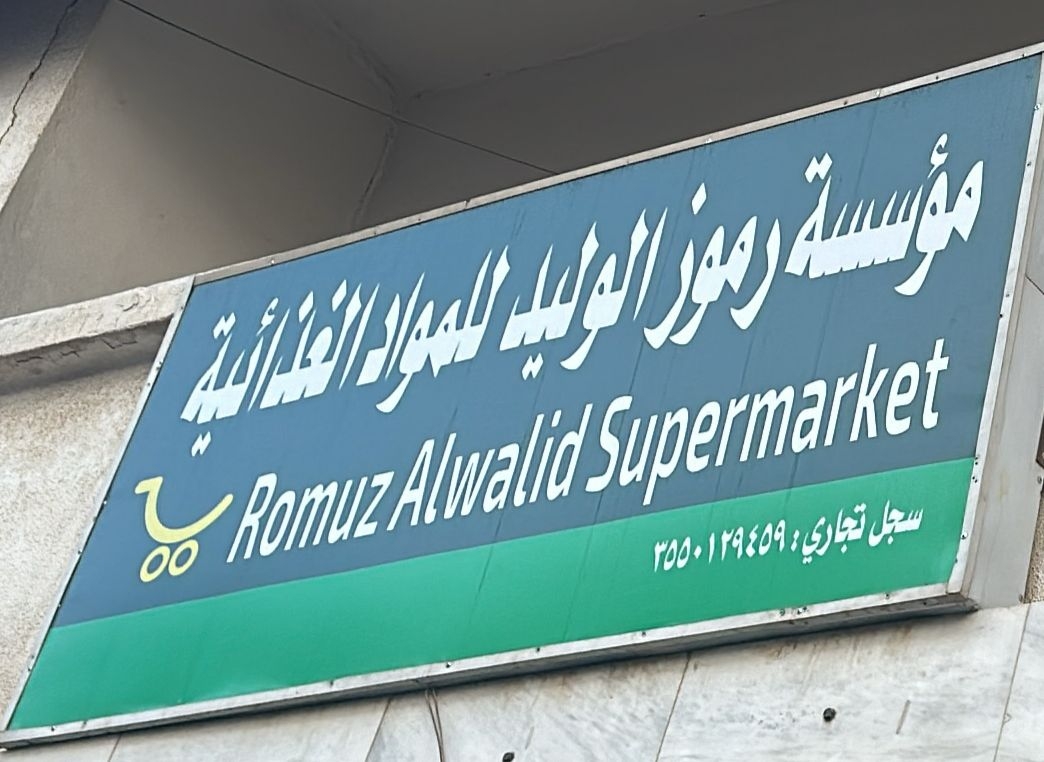 مؤسسة رموز الوليد للمواد الغذائية
Romuz Alwalid Supermarket
سجل تجاري : ٣٥٥٠١٢٩٤٥٩